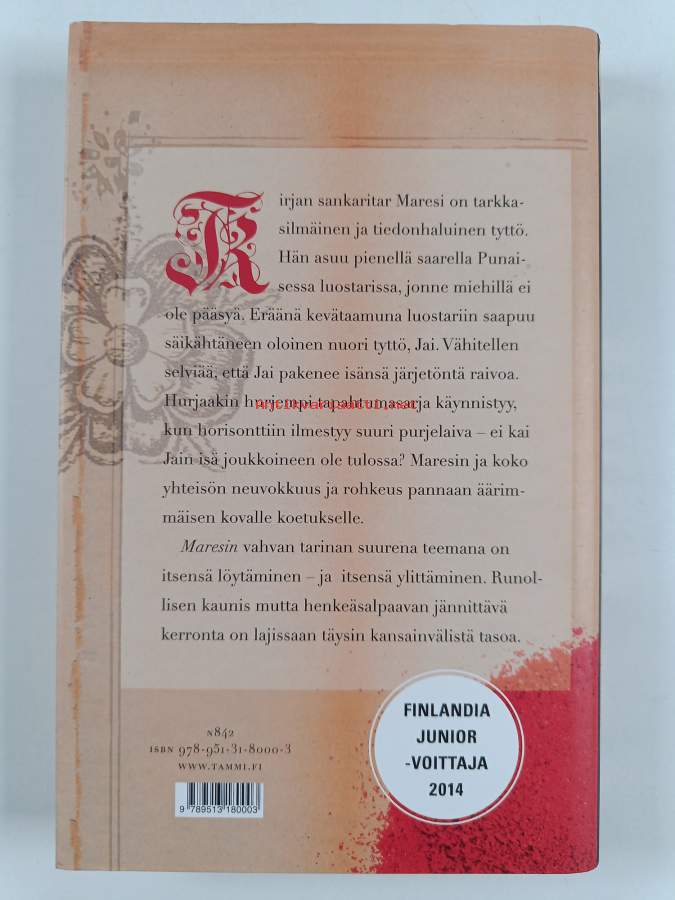 Kirjan sankaritar Maresi on tarkka-
silmäinen ja tiedonhaluinen tyttö.
Hän asuu pienellä saarella Punai-
sessa luostarissa, jonne miehillä ei
ole pääsyä. Eräänä kevätaamuna luostariin saapuu
säikähtäneen oloinen nuori tyttö, Jai. Vähitellen
selviää, että Jai pakenee isänsä järjetöntä raivoa.
Hurjaakin hurjempi tapahtumasarja käynnistyy,
antikvariaatti.net
kun horisonttiin ilmestyy suuri purjelaiva – ei kai
Jain isä joukkoineen ole tulossa? Maresin ja koko
yhteisön neuvokkuus ja rohkeus pannaan äärim-
mäisen kovalle koetukselle.
Maresin vahvan tarinan suurena teemana on
itsensä löytäminen – ja itsensä ylittäminen. Runol-
lisen kaunis mutta henkeäsalpaavan jännittävä
kerronta on lajissaan täysin kansainvälistä tasoa.
N842
ISBN 978-951-31-8000-3
WWW.TAMMI.FI
9 789513 180003
FINLANDIA
JUNIOR
-VOITTAJA
2014